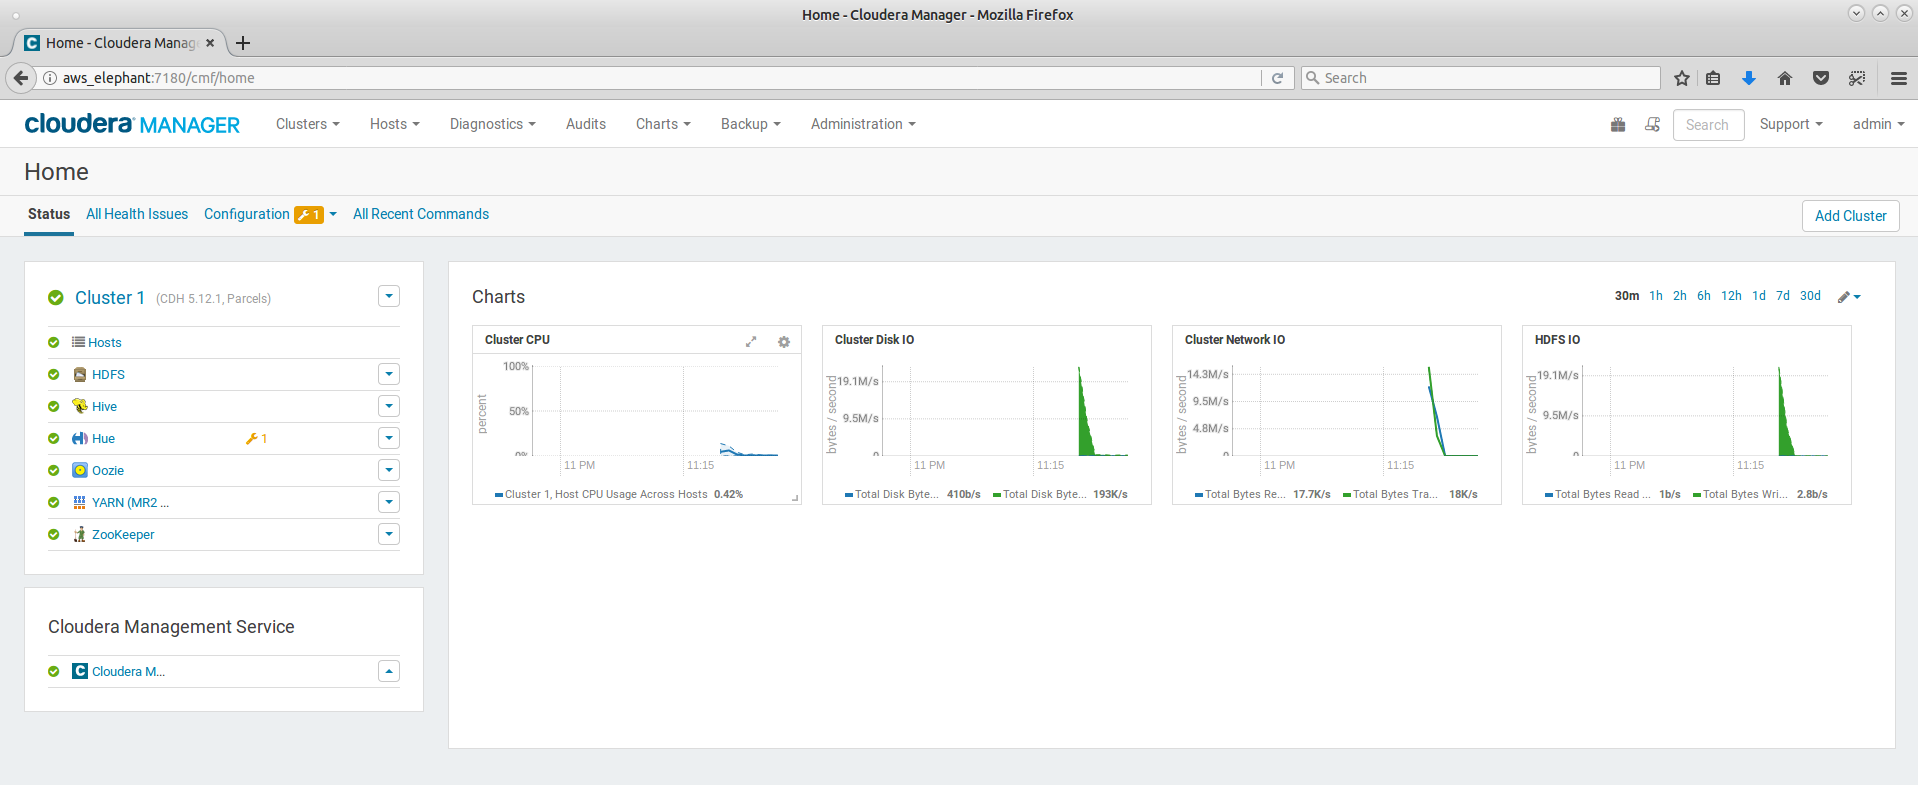 Home - Cloudera Manager - Mozilla Firefox
Home - Cloudera Manag
aws_elephant:7180/cmf/home
Search
cloudera MANAGER
Clusters
Hosts
Diagnostics
Audits
Charts
Backup
Administration
Search
Support
admin
Home
Status
All Health Issues
Configuration 1
All Recent Commands
Add Cluster
Cluster 1 (CDH 5.12.1, Parcels)
Hosts
HDFS
Hive
Hue 1
Oozie
YARN (MR2 ...
ZooKeeper
Cloudera Management Service
Cloudera M...
Charts
30m 1h 2h 6h 12h 1d 7d 30d
Cluster CPU
percent
100%
50%
0%
11 PM 11:15
Cluster 1, Host CPU Usage Across Hosts 0.42%
Cluster Disk IO
bytes / second
19.1M/s
9.5M/s
0
11 PM 11:15
Total Disk Byte... 410b/s Total Disk Byte... 193K/s
Cluster Network IO
bytes / second
14.3M/s
9.5M/s
4.8M/s
0
11 PM 11:15
Total Bytes Re... 17.7K/s Total Bytes Tra... 18K/s
HDFS IO
bytes / second
19.1M/s
9.5M/s
0
11 PM 11:15
Total Bytes Read ... 1b/s Total Bytes Wri... 2.8b/s